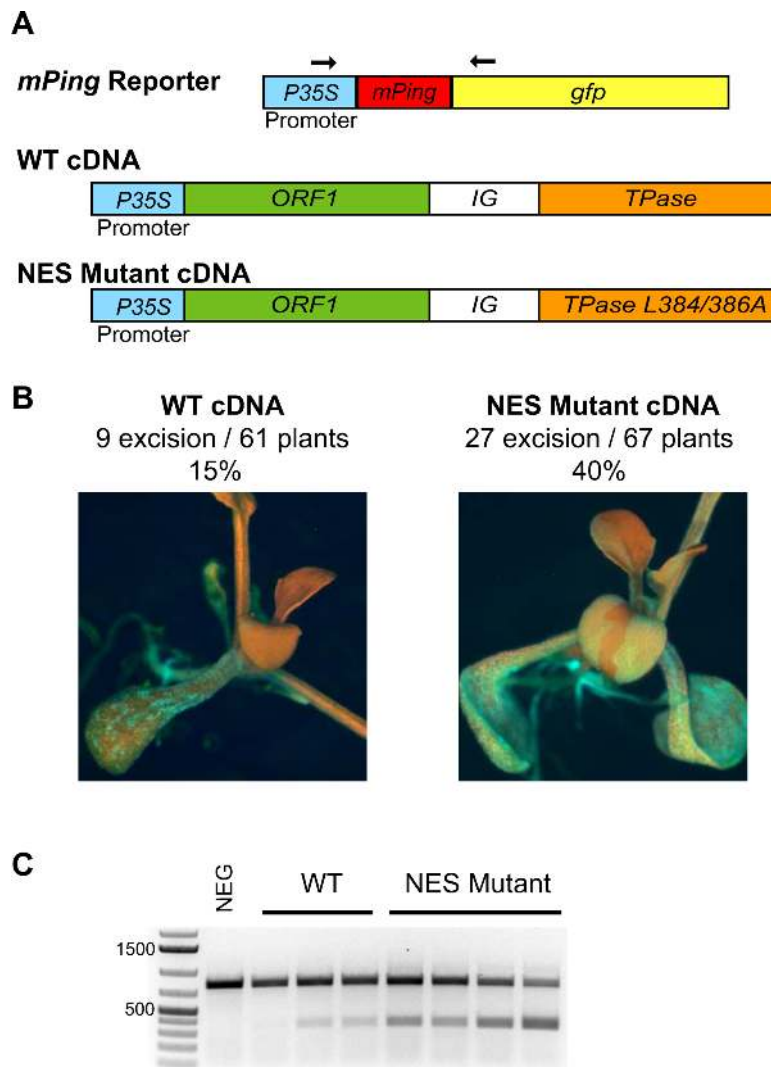 A
mPing Reporter
P35S mPing gfp
Promoter
WT cDNA
P35S ORF1 IG TPase
Promoter
NES Mutant cDNA
P35S ORF1 IG TPase L384/386A
Promoter
B
WT cDNA
9 excision / 61 plants
15%
NES Mutant cDNA
27 excision / 67 plants
40%
C
NEG WT NES Mutant
1500
500